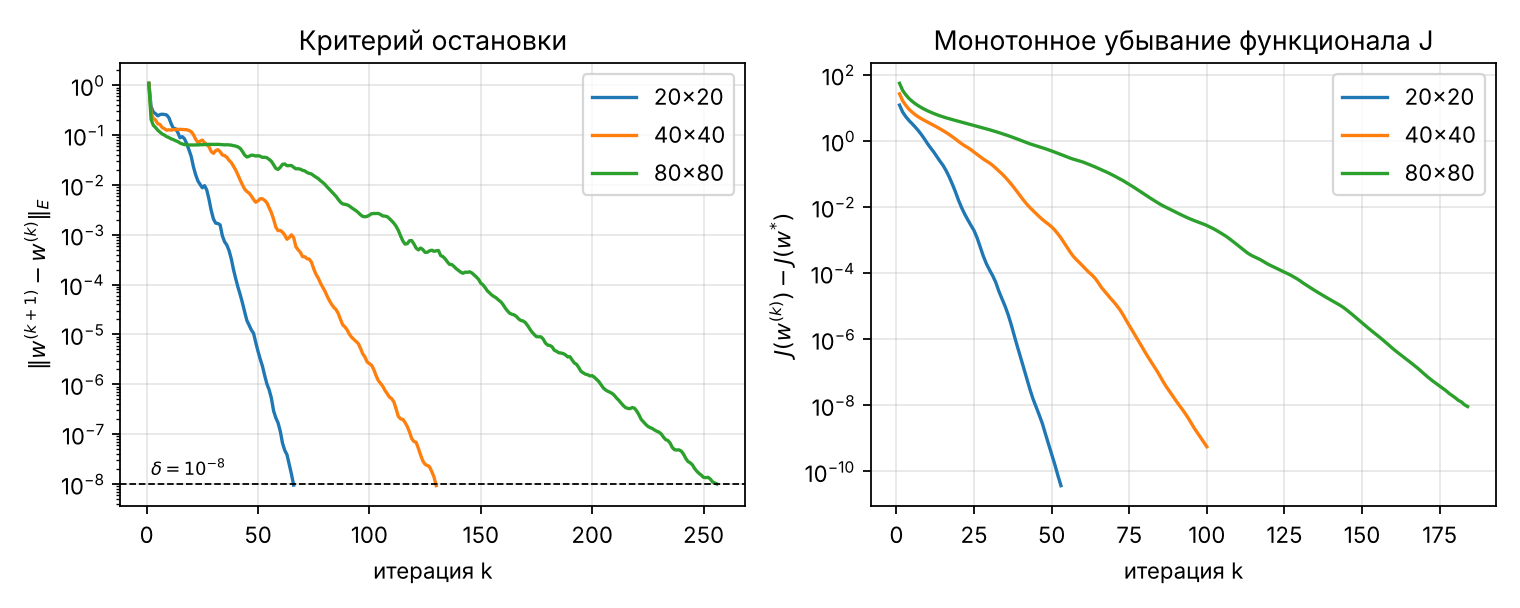 Критерий остановки
‖w^(k+1) − w^(k)‖_E
10^0
10^−1
10^−2
10^−3
10^−4
10^−5
10^−6
10^−7
10^−8
20×20
40×40
80×80
δ = 10^−8
0 50 100 150 200 250
итерация k
Монотонное убывание функционала J
J(w^(k)) − J(w^*)
10^2
10^0
10^−2
10^−4
10^−6
10^−8
10^−10
20×20
40×40
80×80
0 25 50 75 100 125 150 175
итерация k